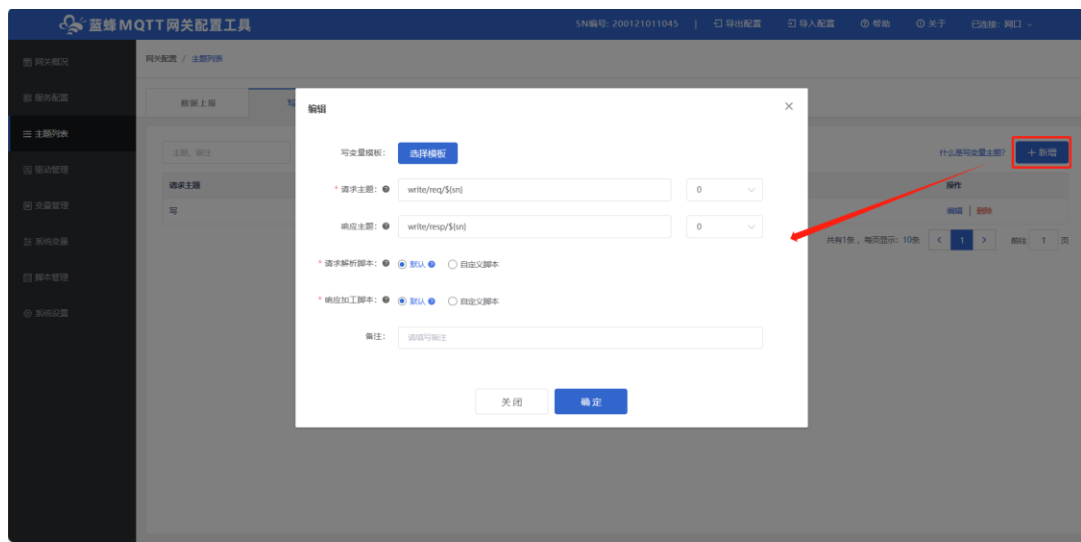 蓝蜂MQTT网关配置工具 SN编号: 200121011045 | 导出配置 导入配置 帮助 关于 已连接: 网口
网关概况
服务配置
主题列表
驱动管理
变量管理
系统变量
脚本管理
系统设置
网关配置 / 主题列表
数据上报 写
主题, 备注 什么是写变量主题? + 新增
请求主题 操作
写 编辑 | 删除
共有1条, 每页显示: 10条 < 1 > 前往 1 页
编辑 ×
写变量模板: 选择模板
* 请求主题: write/req/${sn} 0
响应主题: write/resp/${sn} 0
* 请求解析脚本: 默认 自定义脚本
* 响应加工脚本: 默认 自定义脚本
备注: 请填写备注
关闭 确定